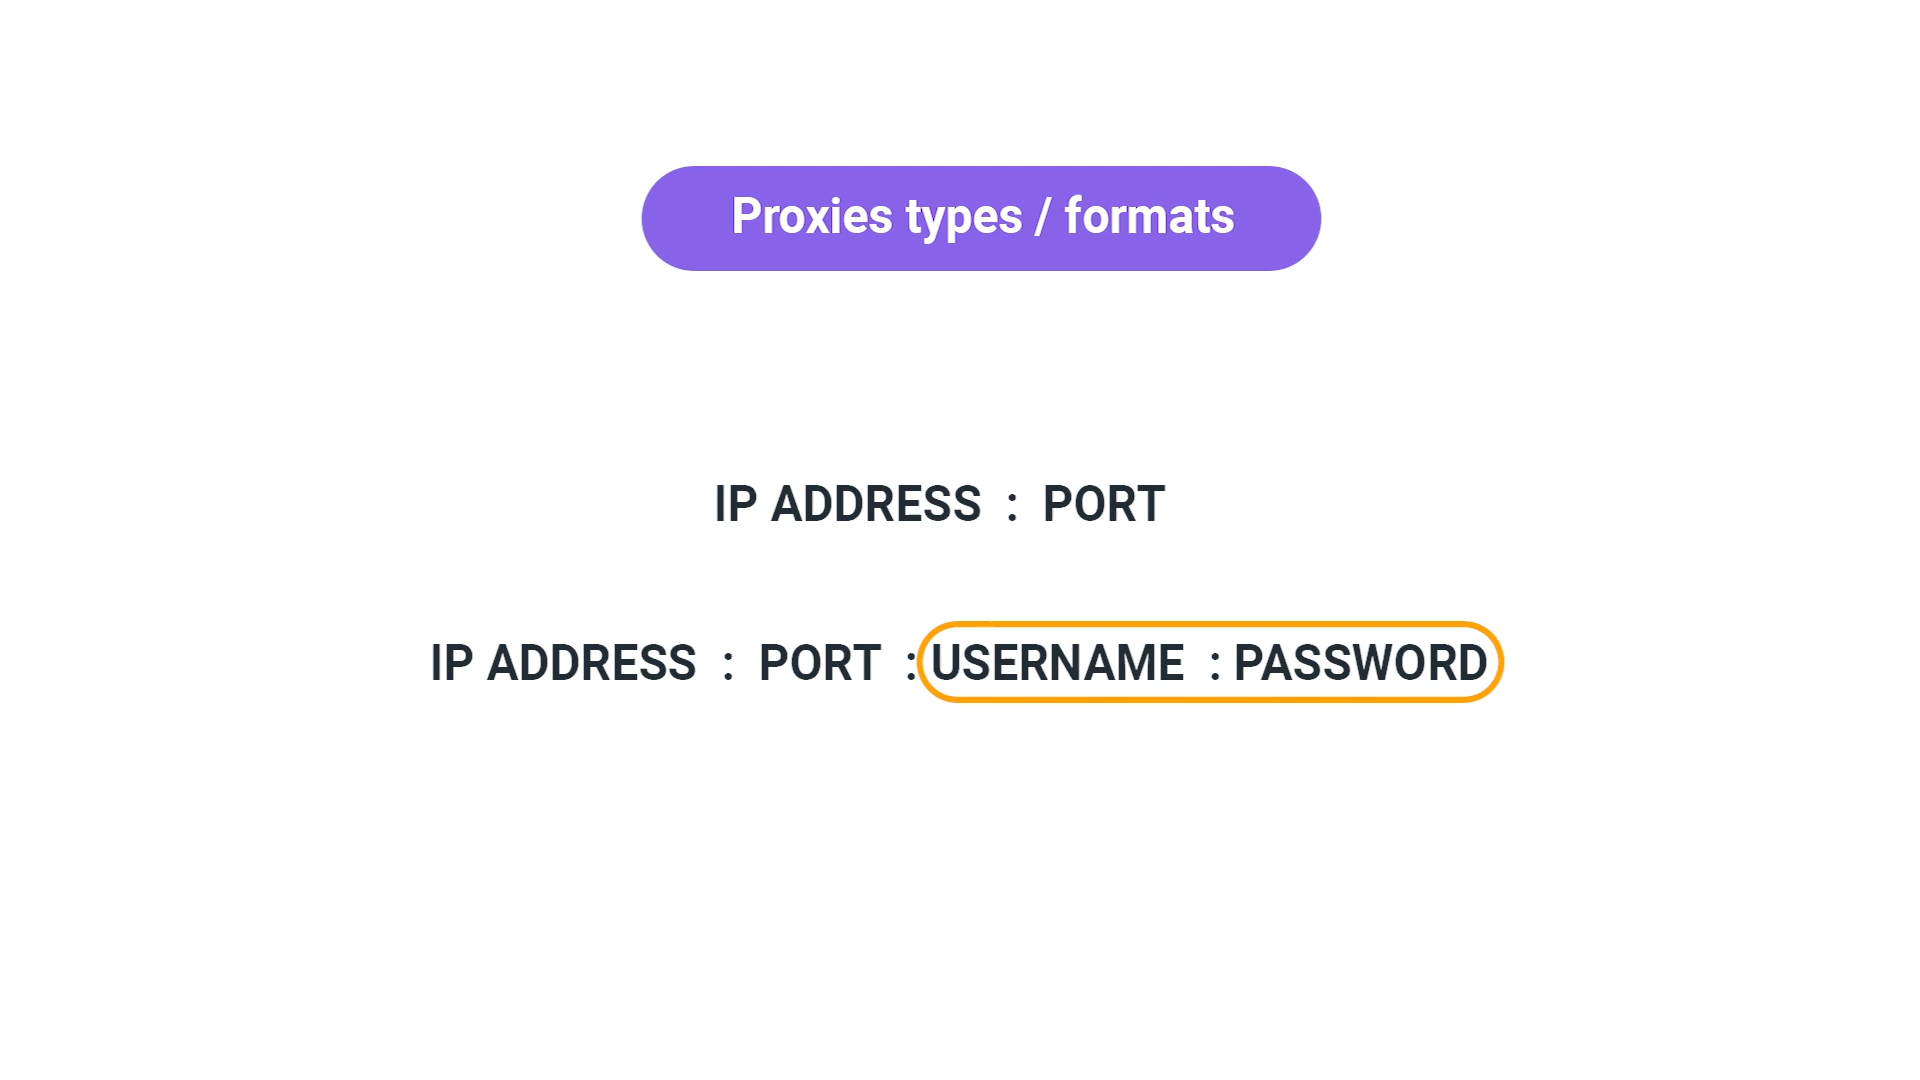 Proxies types / formats
IP ADDRESS : PORT
IP ADDRESS : PORT : USERNAME : PASSWORD